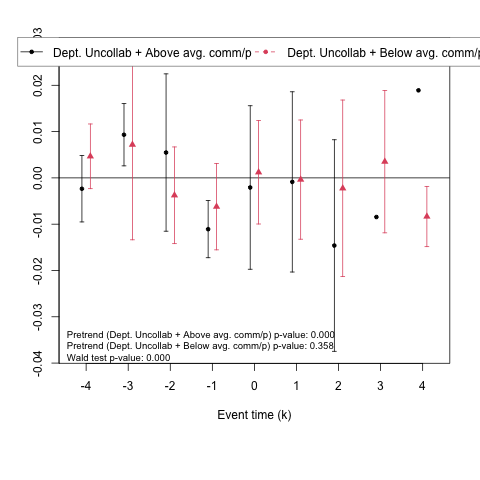 Dept. Uncollab + Above avg. comm/p
Dept. Uncollab + Below avg. comm/p
0.02
0.01
0.00
-0.01
-0.02
-0.03
-0.04
Pretrend (Dept. Uncollab + Above avg. comm/p) p-value: 0.000
Pretrend (Dept. Uncollab + Below avg. comm/p) p-value: 0.358
Wald test p-value: 0.000
-4 -3 -2 -1 0 1 2 3 4
Event time (k)